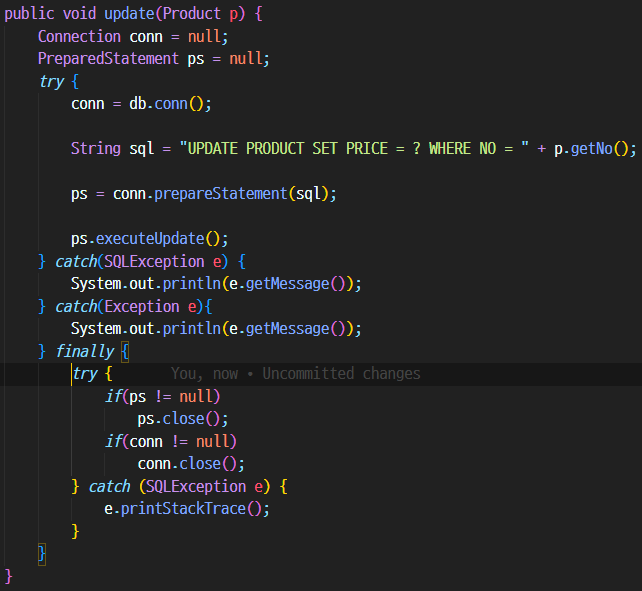 public void update(Product p) {
Connection conn = null;
PreparedStatement ps = null;
try {
conn = db.conn();
String sql = "UPDATE PRODUCT SET PRICE = ? WHERE NO = " + p.getNo();
ps = conn.prepareStatement(sql);
ps.executeUpdate();
} catch(SQLException e) {
System.out.println(e.getMessage());
} catch(Exception e){
System.out.println(e.getMessage());
} finally {
try { You, now • Uncommitted changes
if(ps != null)
ps.close();
if(conn != null)
conn.close();
} catch (SQLException e) {
e.printStackTrace();
}
}
}